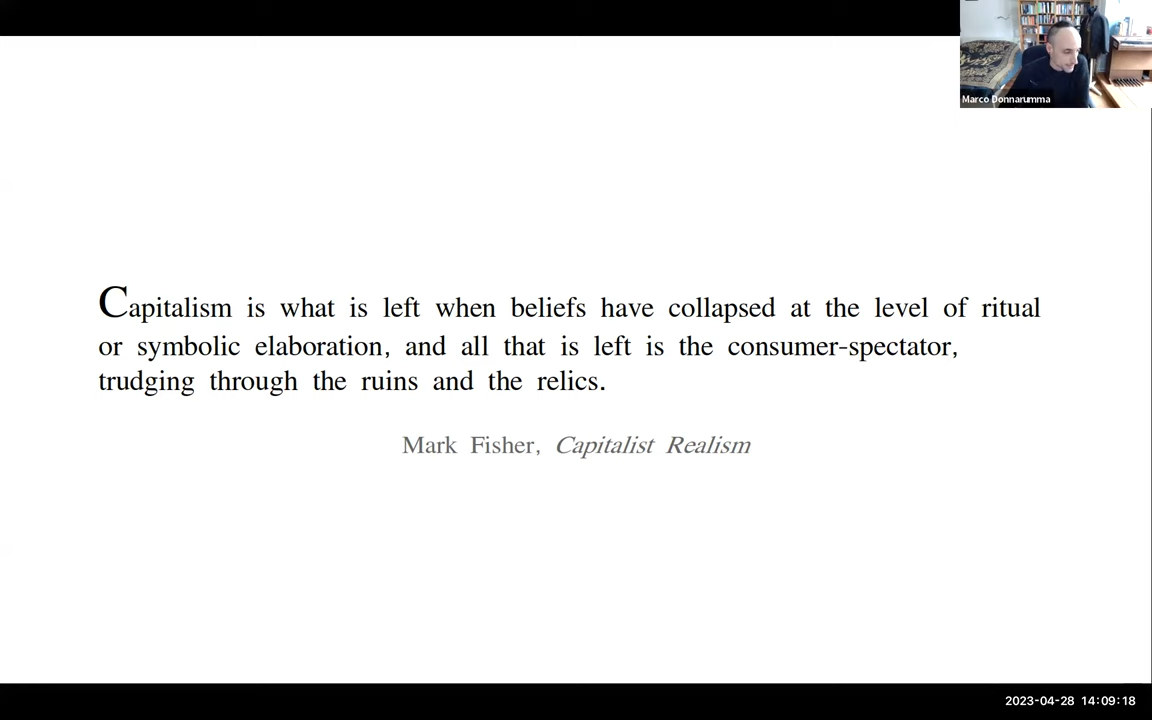 Marco Donnarumma
Capitalism is what is left when beliefs have collapsed at the level of ritual
or symbolic elaboration, and all that is left is the consumer-spectator,
trudging through the ruins and the relics.
Mark Fisher, Capitalist Realism
2023-04-28 14:09:18